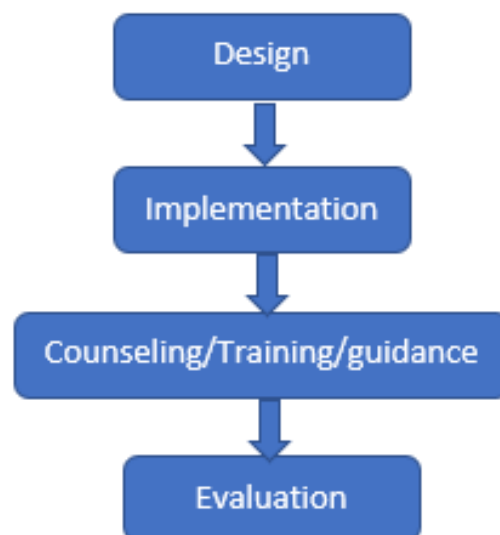 Design
Implementation
Counseling/Training/guidance
Evaluation